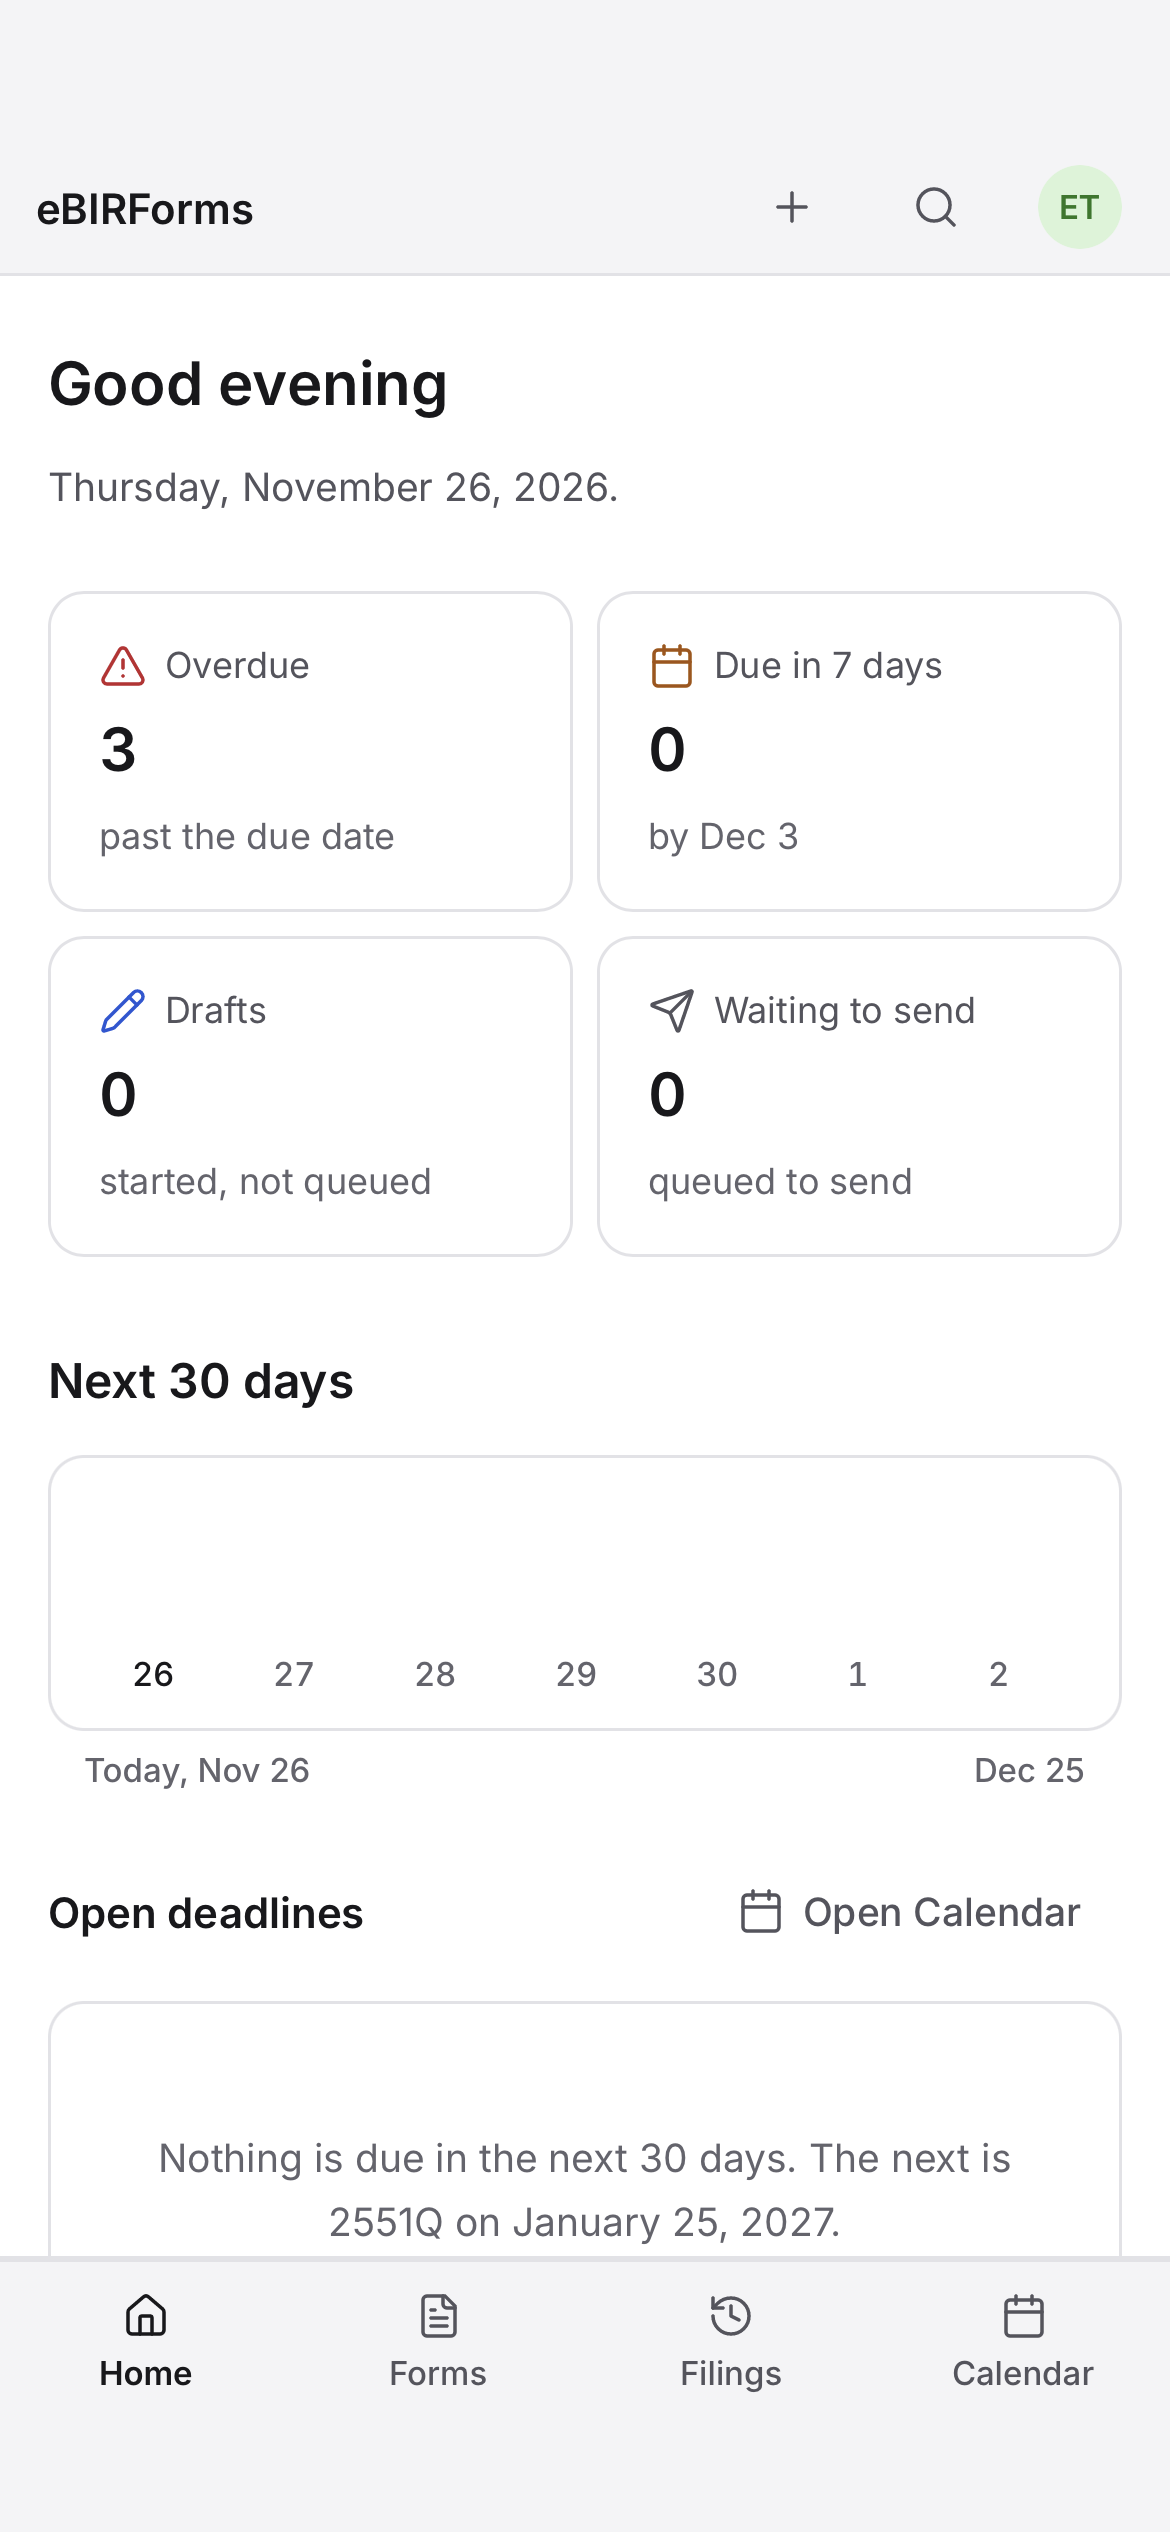 eBIRForms
ET
Good evening
Thursday, November 26, 2026.
Overdue
3
past the due date
Due in 7 days
0
by Dec 3
Drafts
0
started, not queued
Waiting to send
0
queued to send
Next 30 days
26 27 28 29 30 1 2
Today, Nov 26 Dec 25
Open deadlines Open Calendar
Nothing is due in the next 30 days. The next is
2551Q on January 25, 2027.
Home Forms Filings Calendar